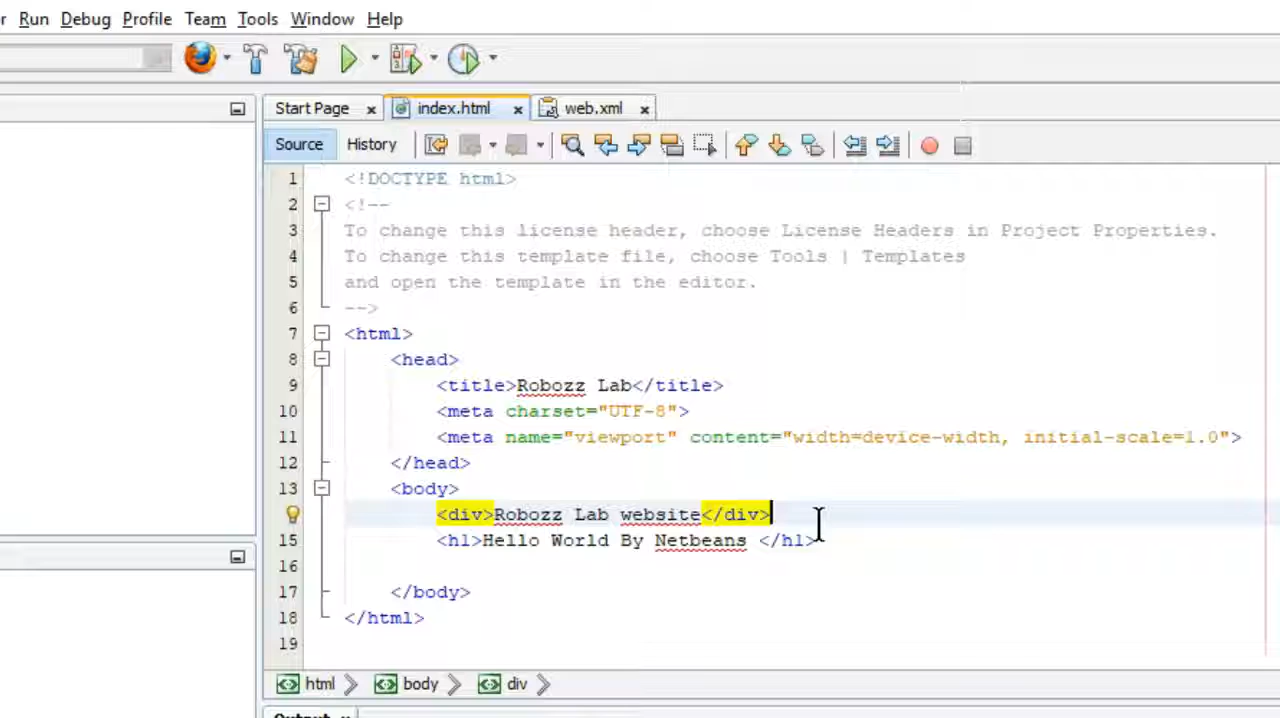 Run Debug Profile Team Tools Window Help
Start Page index.html web.xml
Source History
1 <!DOCTYPE html>
2 <!--
3 To change this license header, choose License Headers in Project Properties.
4 To change this template file, choose Tools | Templates
5 and open the template in the editor.
6 -->
7 <html>
8 <head>
9 <title>Robozz Lab</title>
10 <meta charset="UTF-8">
11 <meta name="viewport" content="width=device-width, initial-scale=1.0">
12 </head>
13 <body>
<div>Robozz Lab website</div>
15 <h1>Hello World By Netbeans </h1>
16
17 </body>
18 </html>
19
html body div